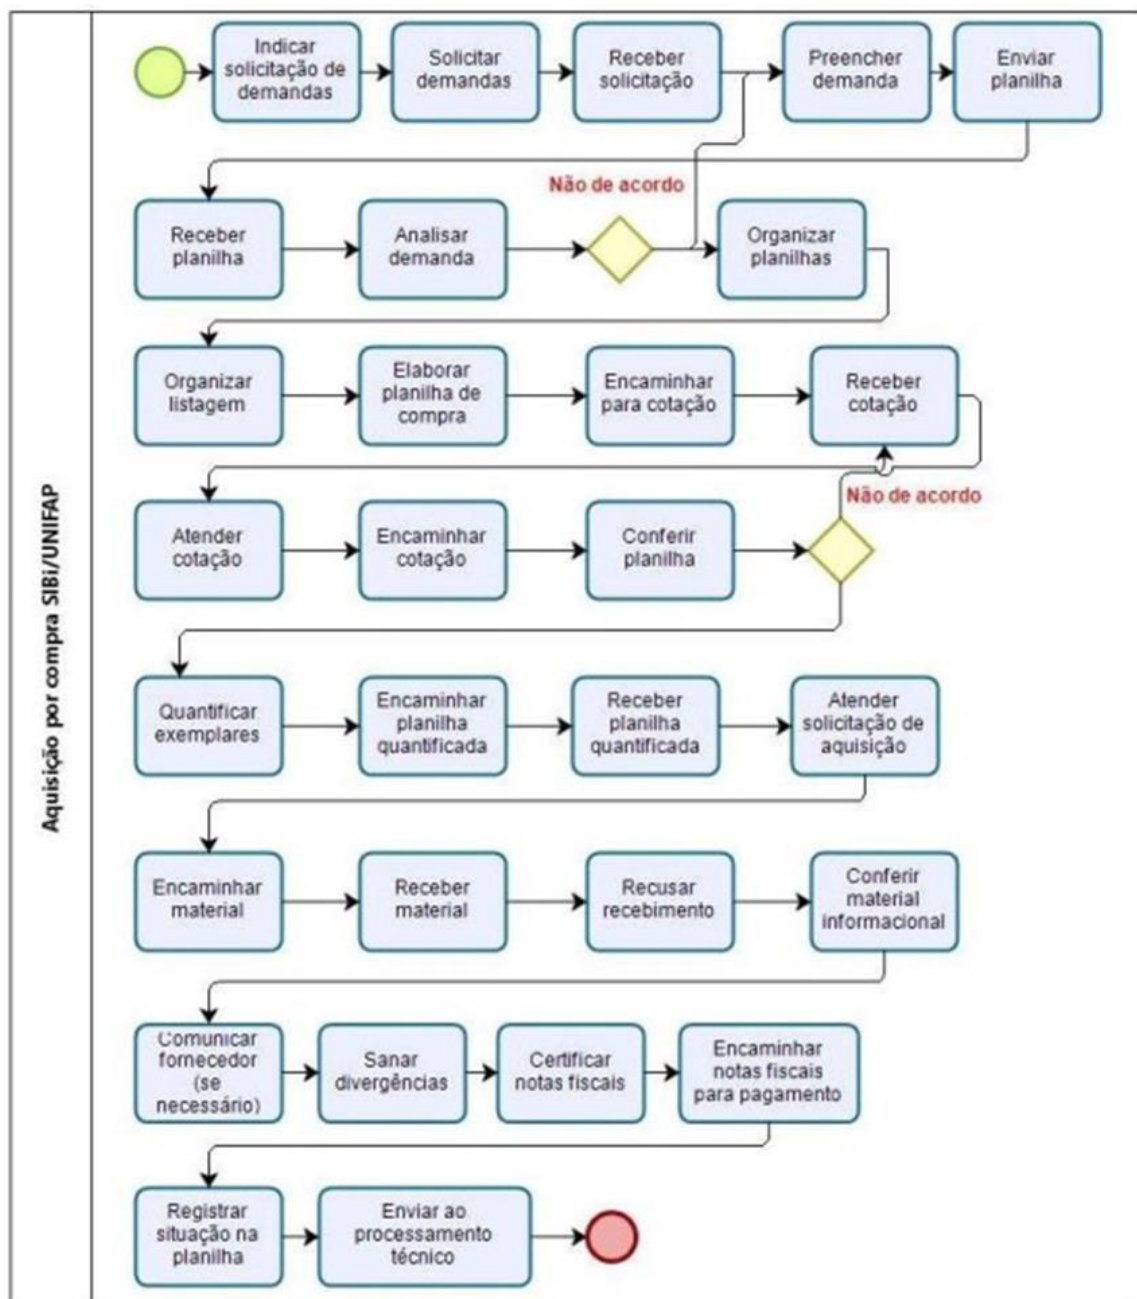 Aquisição por compra SIBi/UNIFAP
Indicar
solicitação de
demandas
Solicitar
demandas
Receber
solicitação
Preencher
demanda
Enviar
planilha
Não de acordo
Receber
planilha
Analisar
demanda
Organizar
planilhas
Organizar
listagem
Elaborar
planilha de
compra
Encaminhar
para cotação
Receber
cotação
Não de acordo
Atender
cotação
Encaminhar
cotação
Conferir
planilha
Quantificar
exemplares
Encaminhar
planilha
quantificada
Receber
planilha
quantificada
Atender
solicitação de
aquisição
Encaminhar
material
Receber
material
Recusar
recebimento
Conferir
material
informacional
Comunicar
fornecedor
(se
necessário)
Sanar
divergências
Certificar
notas fiscais
Encaminhar
notas fiscais
para pagamento
Registrar
situação na
planilha
Enviar ao
processamento
técnico